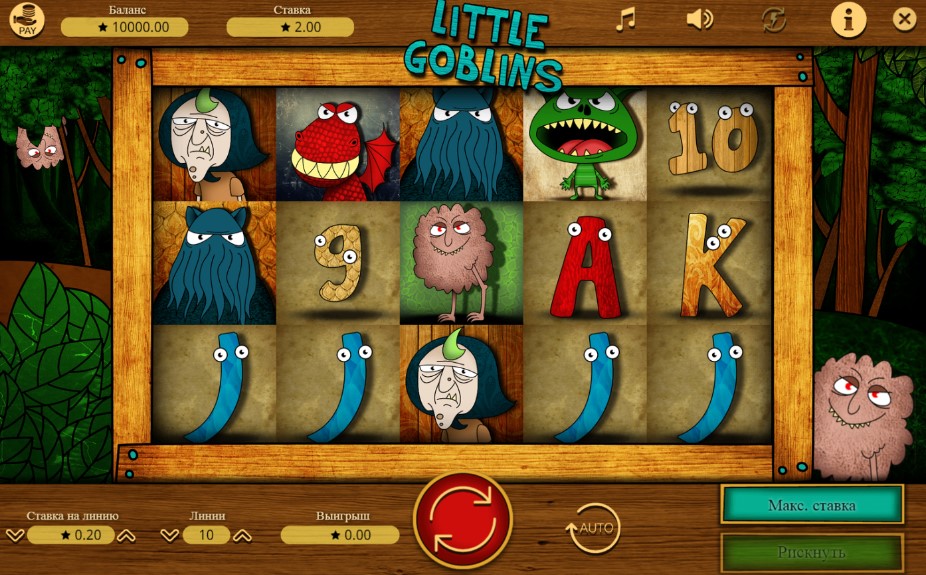 Баланс
10000.00
Ставка
2.00
PAY
LITTLE
GOBLINS
10
9
A
K
J
J
J
J
Ставка на линию
0.20
Линии
10
Выигрыш
0.00
AUTO
Макс. ставка
Рискнуть